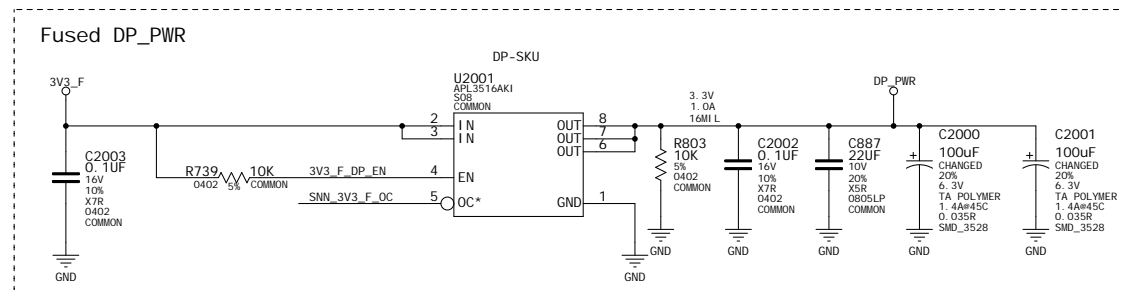 Fused DP_PWR
DP-SKU
3V3_F
U2001
APL3516AKI
SO8
COMMON
2 IN
3 IN
4 EN
5 OC*
OUT 8
OUT 7
OUT 6
GND 1
C2003
0.1UF
16V
10%
X7R
0402
COMMON
GND
R739 10K
0402 5% COMMON
3V3_F_DP_EN
SNN_3V3_F_OC
GND
3.3V
1.0A
16MIL
DP_PWR
R803
10K
5%
0402
COMMON
GND
C2002
0.1UF
16V
10%
X7R
0402
COMMON
GND
C887
22UF
10V
20%
X5R
0805LP
COMMON
GND
C2000
100uF
CHANGED
20%
6.3V
TA POLYMER
1.4A@45C
0.035R
SMD_3528
GND
C2001
100uF
CHANGED
20%
6.3V
TA POLYMER
1.4A@45C
0.035R
SMD_3528
GND